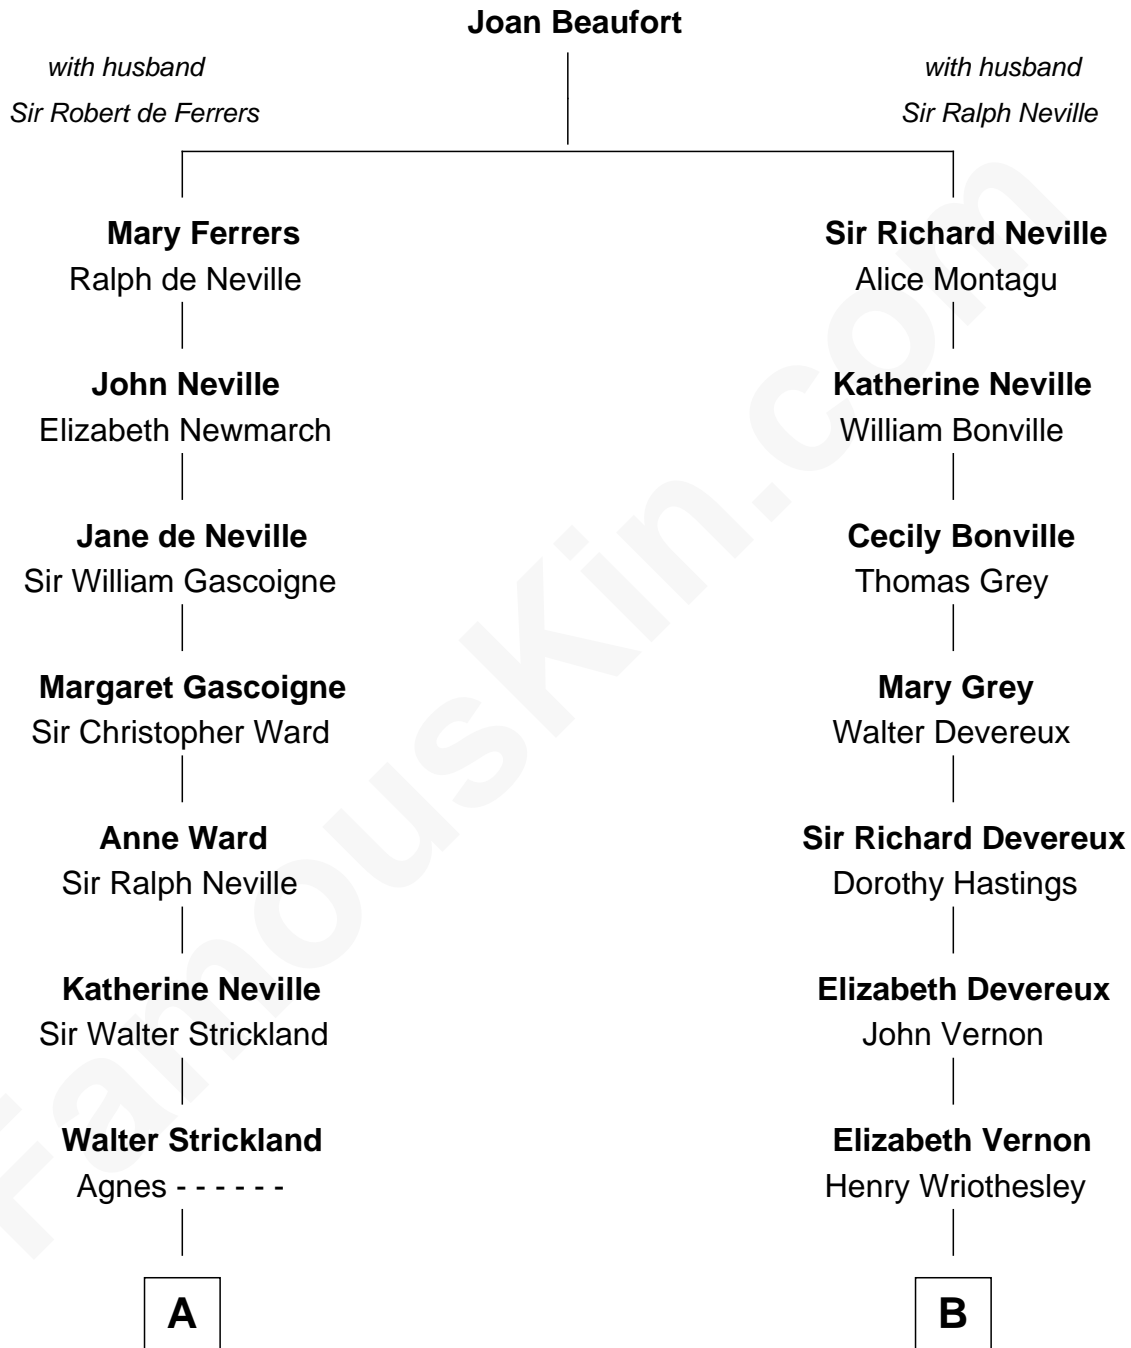 Joan Beaufort
with husband
Sir Robert de Ferrers
with husband
Sir Ralph Neville
Mary Ferrers
Ralph de Neville
John Neville
Elizabeth Newmarch
Jane de Neville
Sir William Gascoigne
Margaret Gascoigne
Sir Christopher Ward
Anne Ward
Sir Ralph Neville
Katherine Neville
Sir Walter Strickland
Walter Strickland
Agnes - - - - - -
A
Sir Richard Neville
Alice Montagu
Katherine Neville
William Bonville
Cecily Bonville
Thomas Grey
Mary Grey
Walter Devereux
Sir Richard Devereux
Dorothy Hastings
Elizabeth Devereux
John Vernon
Elizabeth Vernon
Henry Wriothesley
B
FamousKin.com